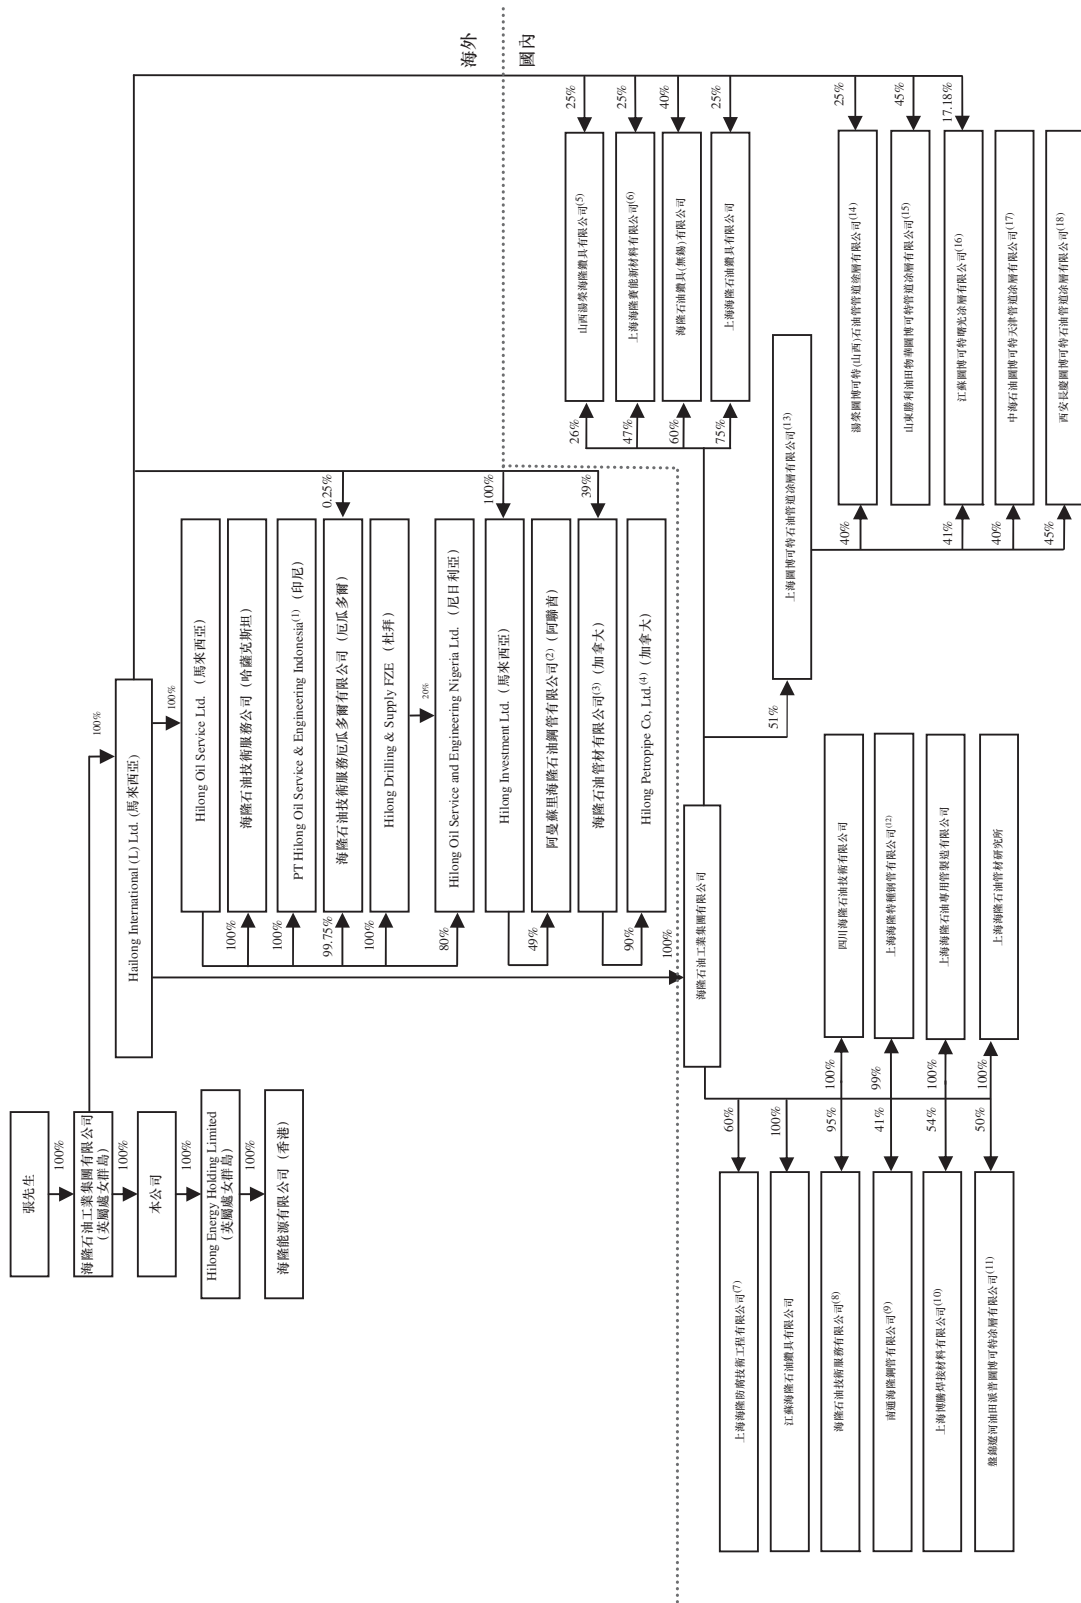 張先生
100%
海隆石油工業集團有限公司
(英屬處女群島)
100%
本公司
100%
Hilong Energy Holding Limited
(英屬處女群島)
100%
海隆能源有限公司 (香港)
100%
Hailong International (L) Ltd. (馬來西亞)
100%
Hilong Oil Service Ltd. (馬來西亞)
100%
海隆石油技術服務公司 (哈薩克斯坦)
100%
PT Hilong Oil Service & Engineering Indonesia(1) (印尼)
99.75%
0.25%
海隆石油技術服務厄瓜多爾有限公司 (厄瓜多爾)
100%
Hilong Drilling & Supply FZE (杜拜)
20%
80%
Hilong Oil Service and Engineering Nigeria Ltd. (尼日利亞)
100%
Hilong Investment Ltd. (馬來西亞)
49%
阿曼蘇里海隆石油鋼管有限公司(2) (阿聯酋)
39%
海隆石油管材有限公司(3) (加拿大)
90%
Hilong Petropipe Co, Ltd.(4) (加拿大)
100%
海外
國內
海隆石油工業集團有限公司
26%
25%
山西湯榮海隆鑽具有限公司(5)
47%
25%
上海海隆賽能新材料有限公司(6)
60%
40%
海隆石油鑽具(無錫)有限公司
75%
25%
上海海隆石油鑽具有限公司
51%
上海圖博可特石油管道涂層有限公司(13)
40%
25%
湯榮圖博可特(山西)石油管道塗層有限公司(14)
45%
山東勝利油田物華圖博可特管道涂層有限公司(15)
41%
17.18%
江蘇圖博可特曙光涂層有限公司(16)
40%
中海石油圖博可特天津管道涂層有限公司(17)
45%
西安長慶圖博可特石油管道涂層有限公司(18)
100%
四川海隆石油技術有限公司
99%
上海海隆特種鋼管有限公司(12)
100%
上海海隆石油專用管製造有限公司
100%
上海海隆石油管材研究所
60%
上海海隆防腐技術工程有限公司(7)
100%
江蘇海隆石油鑽具有限公司
95%
海隆石油技術服務有限公司(8)
41%
南通海隆鋼管有限公司(9)
54%
上海博騰焊接材料有限公司(10)
50%
盤錦遼河油田派普圖博可特涂層有限公司(11)